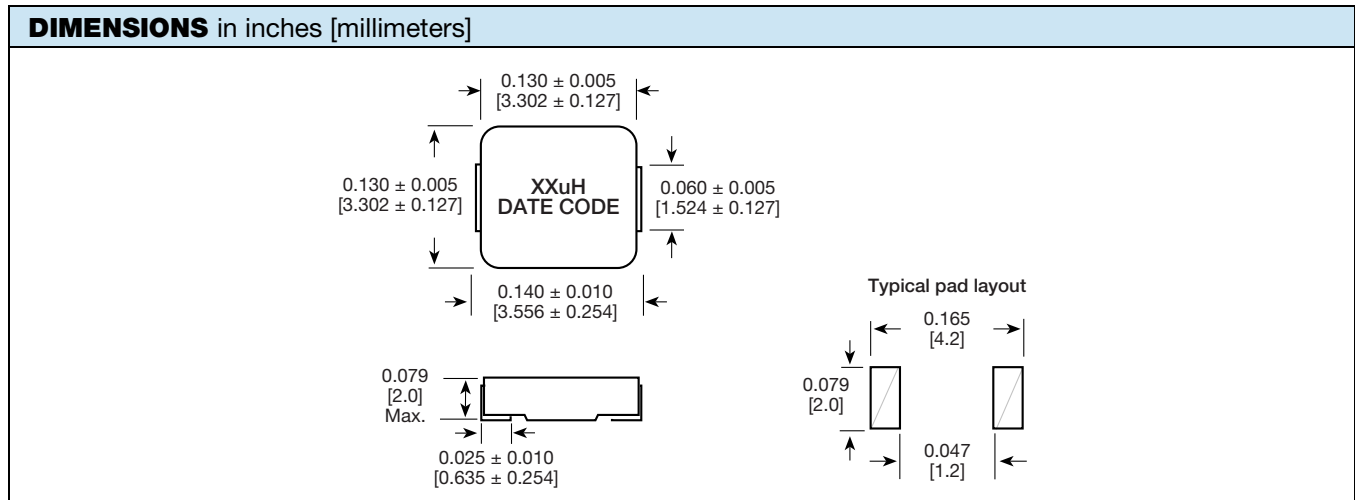 DIMENSIONS in inches [millimeters]
0.130 ± 0.005
[3.302 ± 0.127]
0.130 ± 0.005
[3.302 ± 0.127]
XXuH
DATE CODE
0.060 ± 0.005
[1.524 ± 0.127]
0.140 ± 0.010
[3.556 ± 0.254]
Typical pad layout
0.165
[4.2]
0.079
[2.0]
Max.
0.079
[2.0]
0.025 ± 0.010
[0.635 ± 0.254]
0.047
[1.2]